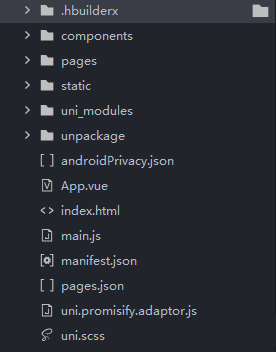 .hbuilderx
components
pages
static
uni_modules
unpackage
androidPrivacy.json
App.vue
index.html
main.js
manifest.json
pages.json
uni.promisify.adaptor.js
uni.scss